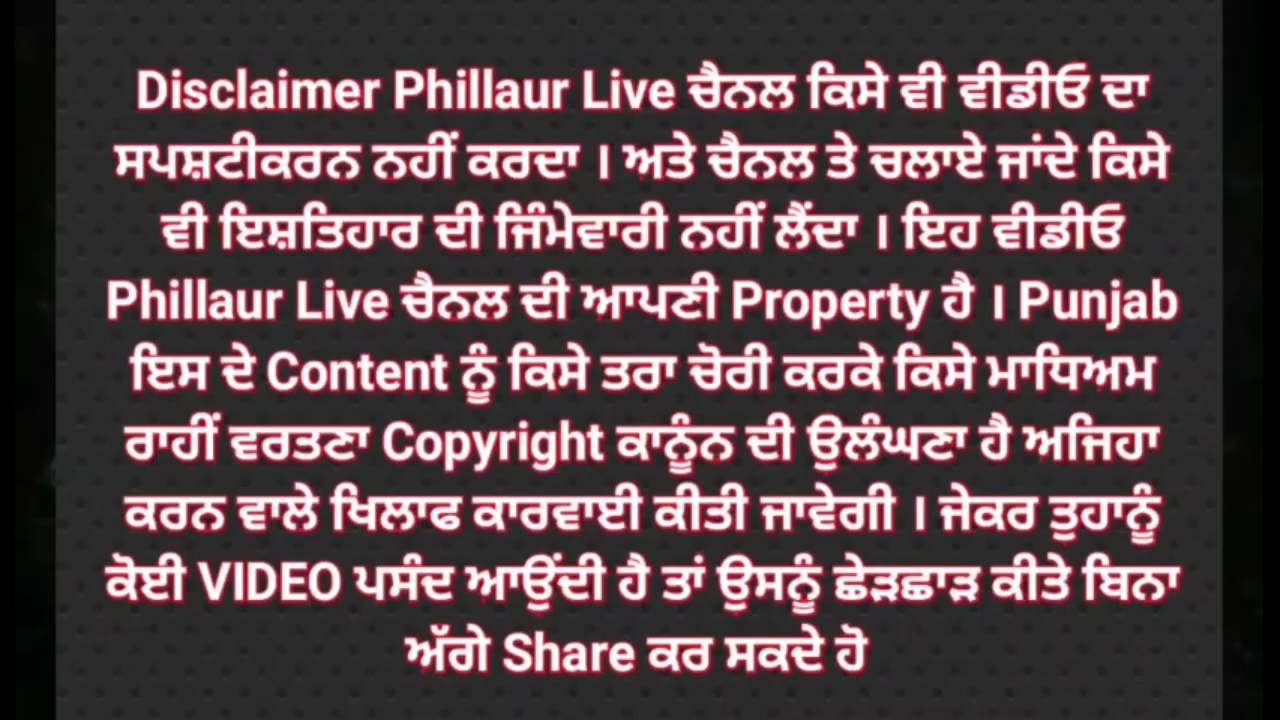 Disclaimer Phillaur Live ਚੈਨਲ ਕਿਸੇ ਵੀ ਵੀਡੀਓ ਦਾ
ਸਪਸ਼ਟੀਕਰਨ ਨਹੀਂ ਕਰਦਾ । ਅਤੇ ਚੈਨਲ ਤੇ ਚਲਾਏ ਜਾਂਦੇ ਕਿਸੇ
ਵੀ ਇਸ਼ਤਿਹਾਰ ਦੀ ਜਿੰਮੇਵਾਰੀ ਨਹੀਂ ਲੈਂਦਾ । ਇਹ ਵੀਡੀਓ
Phillaur Live ਚੈਨਲ ਦੀ ਆਪਣੀ Property ਹੈ । Punjab
ਇਸ ਦੇ Content ਨੂੰ ਕਿਸੇ ਤਰਾ ਚੋਰੀ ਕਰਕੇ ਕਿਸੇ ਮਾਧਿਅਮ
ਰਾਹੀਂ ਵਰਤਣਾ Copyright ਕਾਨੂੰਨ ਦੀ ਉਲੰਘਣਾ ਹੈ ਅਜਿਹਾ
ਕਰਨ ਵਾਲੇ ਖਿਲਾਫ ਕਾਰਵਾਈ ਕੀਤੀ ਜਾਵੇਗੀ । ਜੇਕਰ ਤੁਹਾਨੂੰ
ਕੋਈ VIDEO ਪਸੰਦ ਆਉਂਦੀ ਹੈ ਤਾਂ ਉਸਨੂੰ ਛੇੜਛਾੜ ਕੀਤੇ ਬਿਨਾ
ਅੱਗੇ Share ਕਰ ਸਕਦੇ ਹੋ